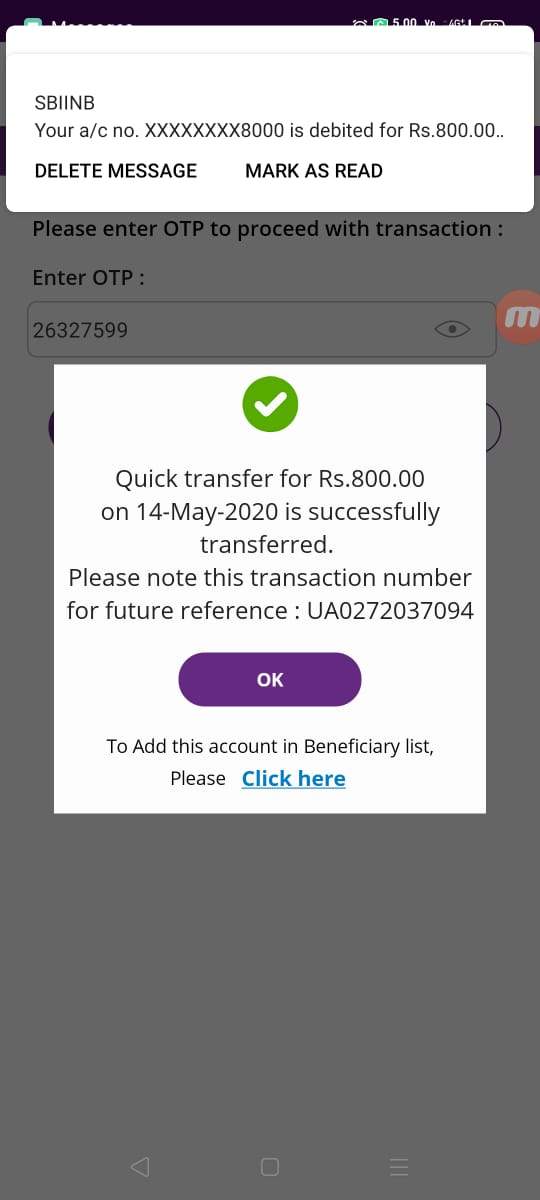 SBIINB
Your a/c no. XXXXXXXX8000 is debited for Rs.800.00..
DELETE MESSAGE MARK AS READ
Please enter OTP to proceed with transaction :
Enter OTP :
26327599
Quick transfer for Rs.800.00
on 14-May-2020 is successfully
transferred.
Please note this transaction number
for future reference : UA0272037094
OK
To Add this account in Beneficiary list,
Please Click here